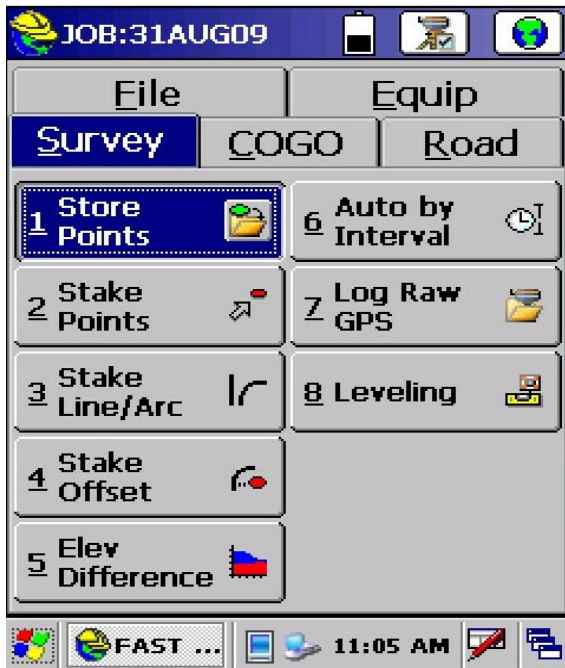 JOB:31AUG09
File
Equip
Survey
COGO
Road
1 Store
Points
6 Auto by
Interval
2 Stake
Points
7 Log Raw
GPS
3 Stake
Line/Arc
8 Leveling
4 Stake
Offset
5 Elev
Difference
FAST ...
11:05 AM